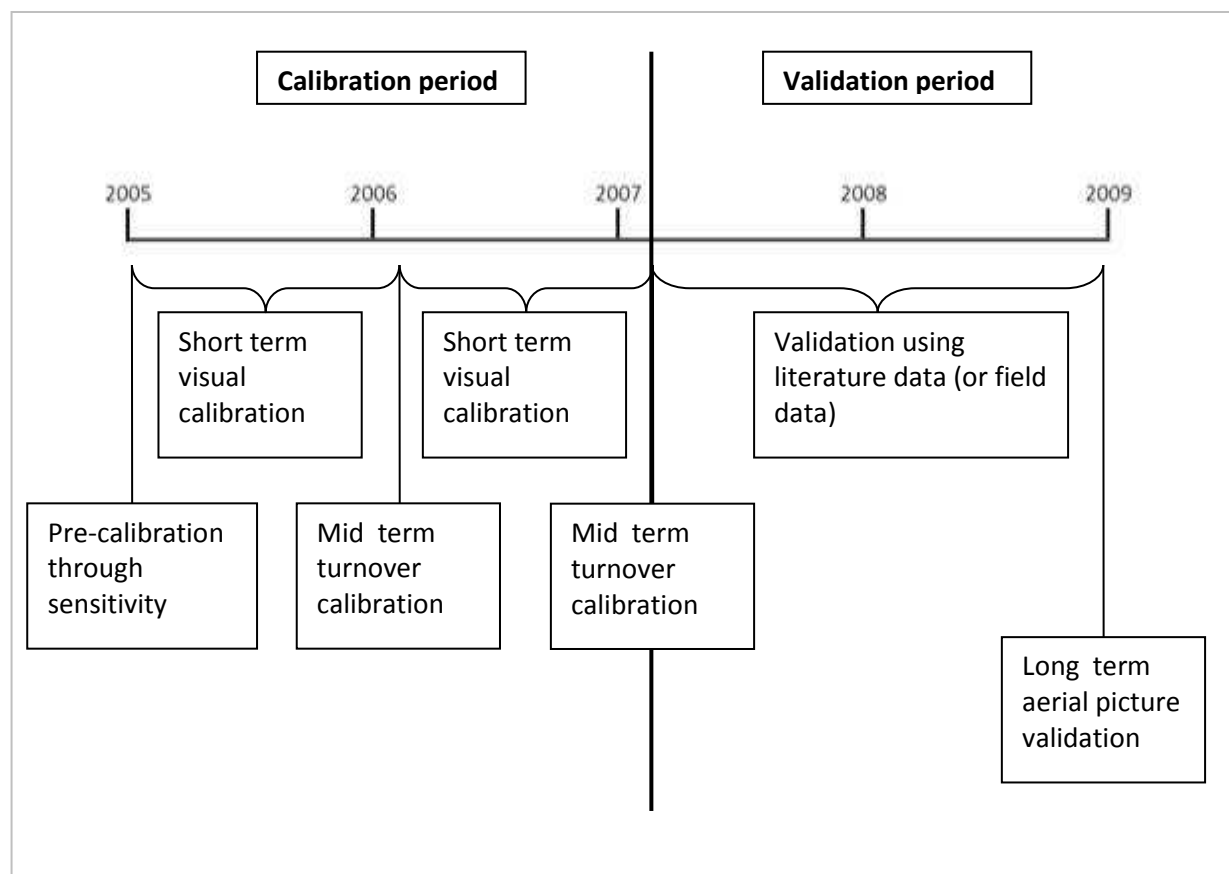 Calibration period
Validation period
2005
2006
2007
2008
2009
Short term
visual
calibration
Short term
visual
calibration
Validation using
literature data (or field
data)
Pre-calibration
through
sensitivity
Mid term
turnover
calibration
Mid term
turnover
calibration
Long term
aerial picture
validation